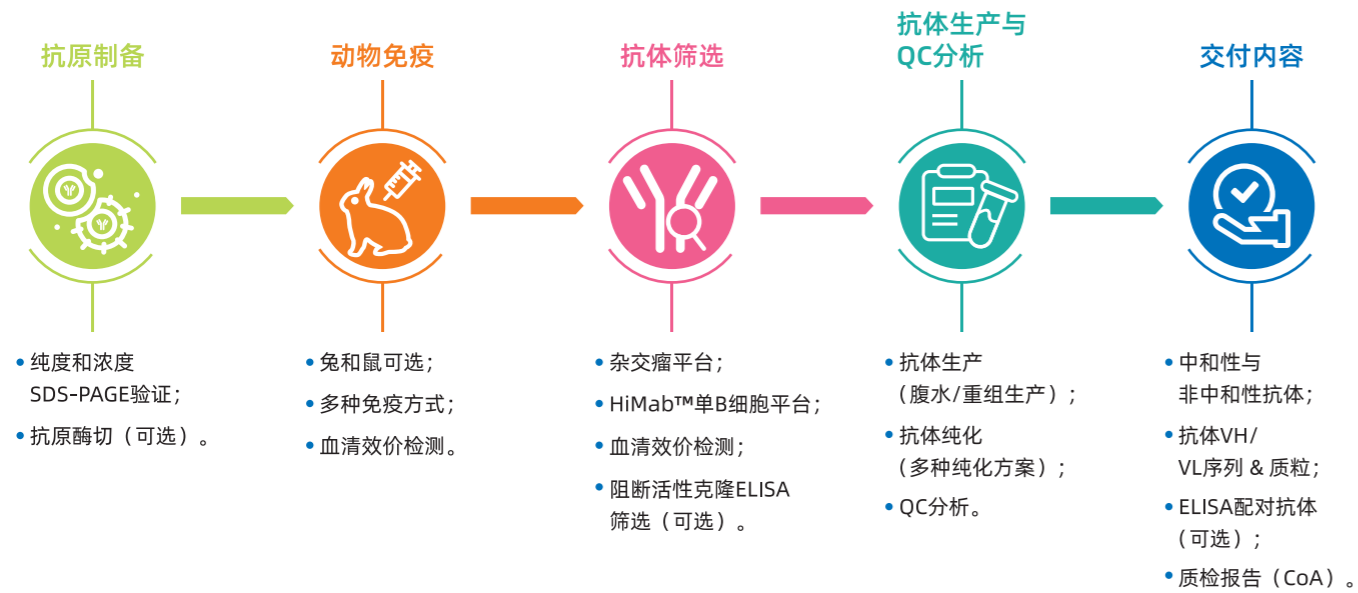 抗原制备
• 纯度和浓度
SDS-PAGE验证；
• 抗原酶切（可选）。
动物免疫
• 兔和鼠可选；
• 多种免疫方式；
• 血清效价检测。
抗体筛选
• 杂交瘤平台；
• HiMab™单B细胞平台；
• 血清效价检测；
• 阻断活性克隆ELISA
筛选（可选）。
抗体生产与
QC分析
• 抗体生产
（腹水/重组生产）；
• 抗体纯化
（多种纯化方案）；
• QC分析。
交付内容
• 中和性与
非中和性抗体；
• 抗体VH/
VL序列 & 质粒；
• ELISA配对抗体
（可选）；
• 质检报告（CoA）。